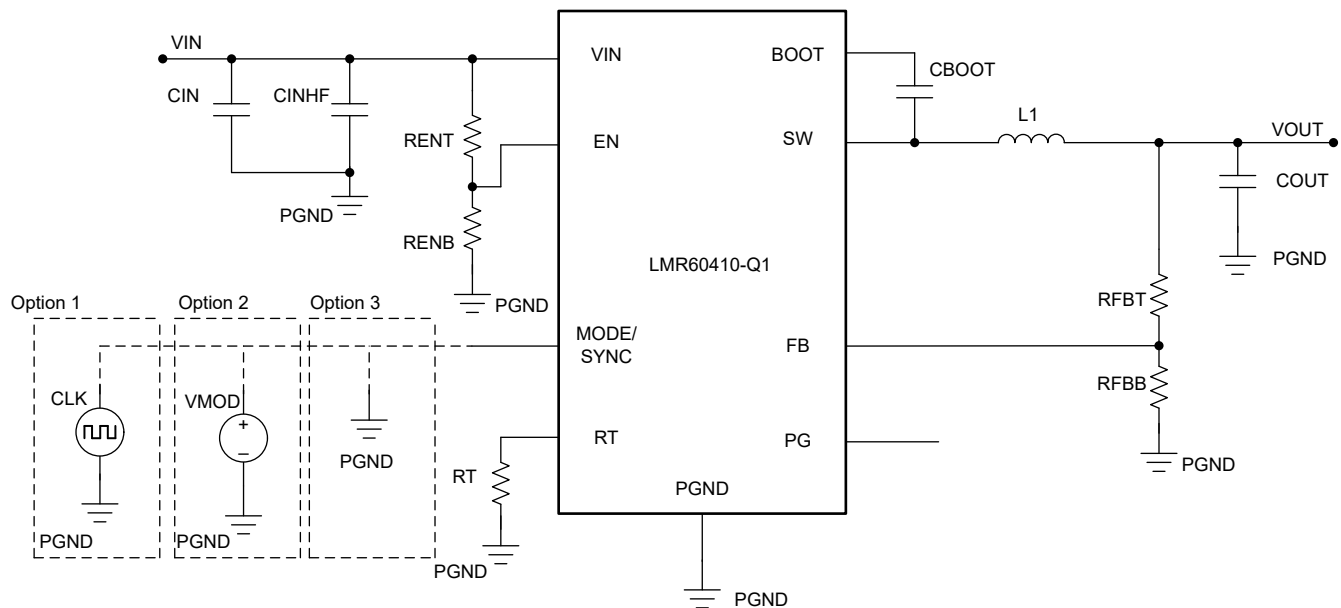 VIN
CIN
CINHF
PGND
RENT
RENB
PGND
VIN
BOOT
EN
SW
LMR60410-Q1
MODE/
SYNC
FB
RT
PG
PGND
PGND
CBOOT
L1
VOUT
COUT
PGND
RFBT
RFBB
PGND
Option 1
Option 2
Option 3
CLK
PGND
VMOD
+
–
PGND
PGND
RT
PGND